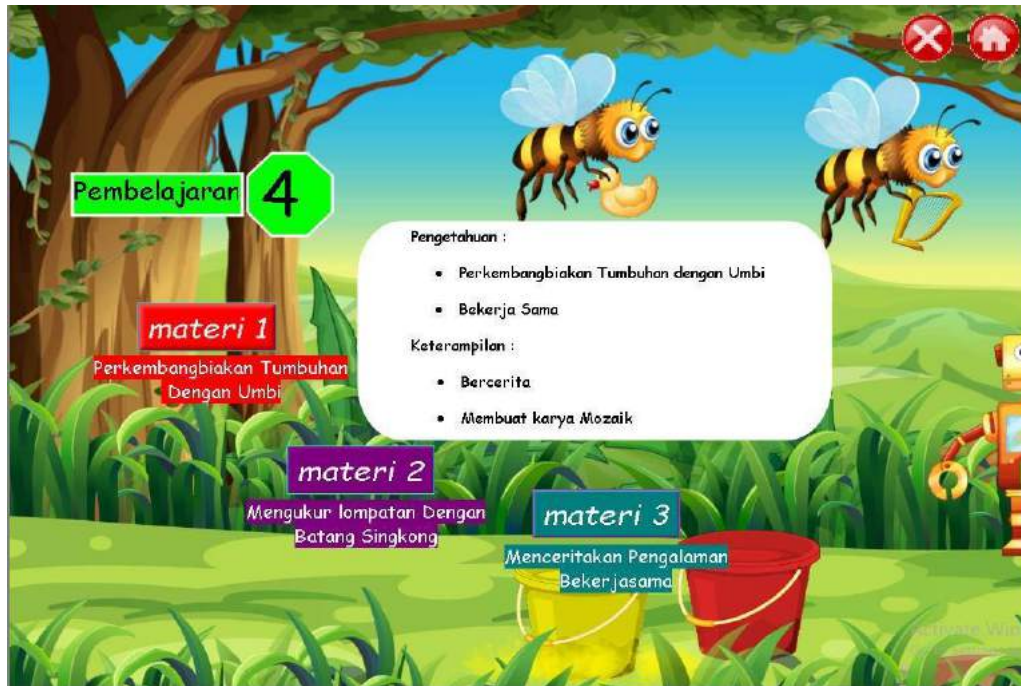 Pembelajaran 4
Pengetahuan :
• Perkembangbiakan Tumbuhan dengan Umbi
• Bekerja Sama
Keterampilan :
• Bercerita
• Membuat karya Mozaik
materi 1
Perkembangbiakan Tumbuhan
Dengan Umbi
materi 2
Mengukur lompatan Dengan
Batang Singkong
materi 3
Menceritakan Pengalaman
Bekerjasama